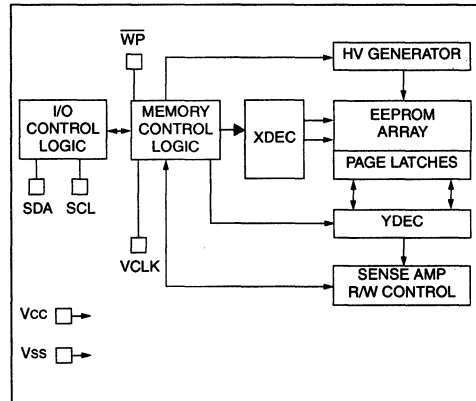 W̅P̅
HV GENERATOR
I/O
CONTROL
LOGIC
MEMORY
CONTROL
LOGIC
XDEC
EEPROM
ARRAY
PAGE LATCHES
SDA SCL
YDEC
VCLK
SENSE AMP
R/W CONTROL
Vcc
Vss